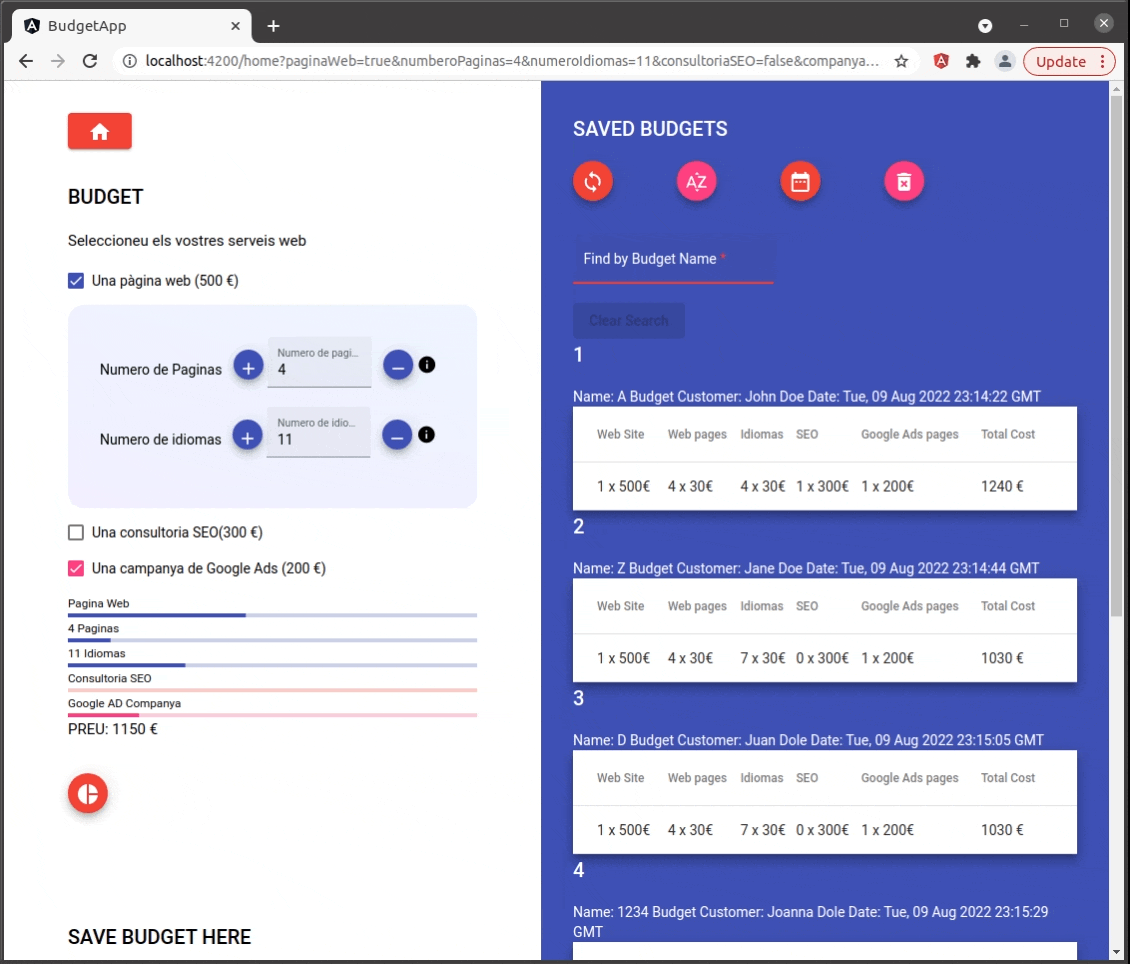 BudgetApp
localhost:4200/home?paginaWeb=true&numberoPaginas=4&numeroIdiomas=11&consultoriaSEO=false&companya...
Update
BUDGET
Seleccioneu els vostres serveis web
Una pàgina web (500 €)
Numero de Paginas
+
Numero de pagi...
4
–
Numero de idiomas
+
Numero de idio...
11
–
Una consultoria SEO(300 €)
Una campanya de Google Ads (200 €)
Pagina Web
4 Paginas
11 Idiomas
Consultoria SEO
Google AD Companya
PREU: 1150 €
SAVE BUDGET HERE
SAVED BUDGETS
AZ
Find by Budget Name *
Clear Search
1
Name: A Budget Customer: John Doe Date: Tue, 09 Aug 2022 23:14:22 GMT
Web Site Web pages Idiomas SEO Google Ads pages Total Cost
1 x 500€ 4 x 30€ 4 x 30€ 1 x 300€ 1 x 200€ 1240 €
2
Name: Z Budget Customer: Jane Doe Date: Tue, 09 Aug 2022 23:14:44 GMT
Web Site Web pages Idiomas SEO Google Ads pages Total Cost
1 x 500€ 4 x 30€ 7 x 30€ 0 x 300€ 1 x 200€ 1030 €
3
Name: D Budget Customer: Juan Dole Date: Tue, 09 Aug 2022 23:15:05 GMT
Web Site Web pages Idiomas SEO Google Ads pages Total Cost
1 x 500€ 4 x 30€ 7 x 30€ 0 x 300€ 1 x 200€ 1030 €
4
Name: 1234 Budget Customer: Joanna Dole Date: Tue, 09 Aug 2022 23:15:29
GMT